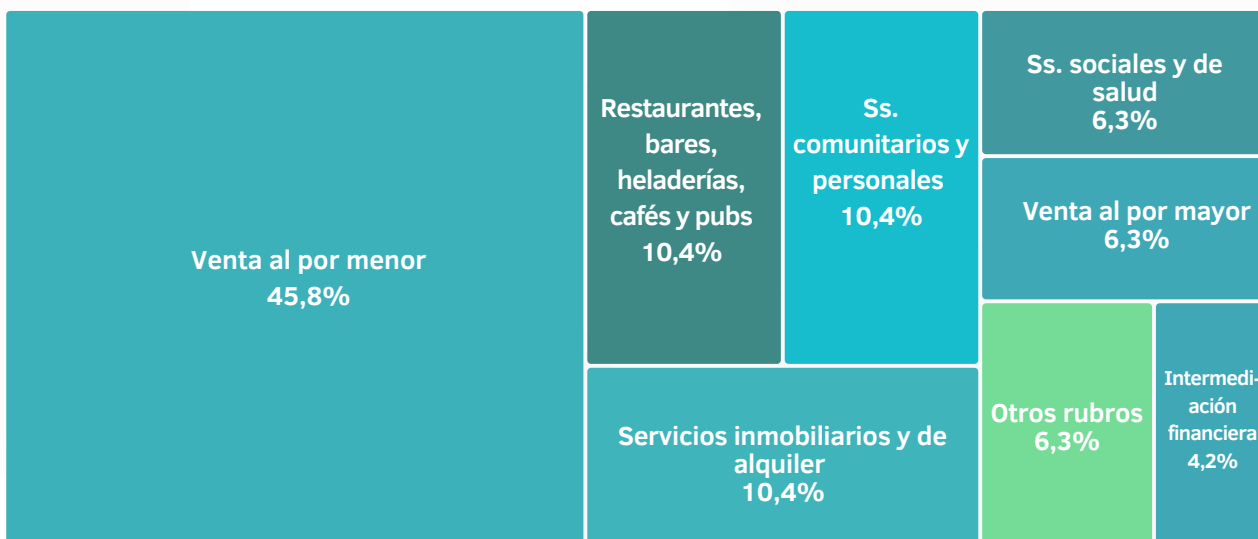 Venta al por menor
45,8%
Restaurantes,
bares,
heladerías,
cafés y pubs
10,4%
Ss.
comunitarios y
personales
10,4%
Servicios inmobiliarios y de
alquiler
10,4%
Ss. sociales y de
salud
6,3%
Venta al por mayor
6,3%
Otros rubros
6,3%
Intermedi-
ación
financiera
4,2%